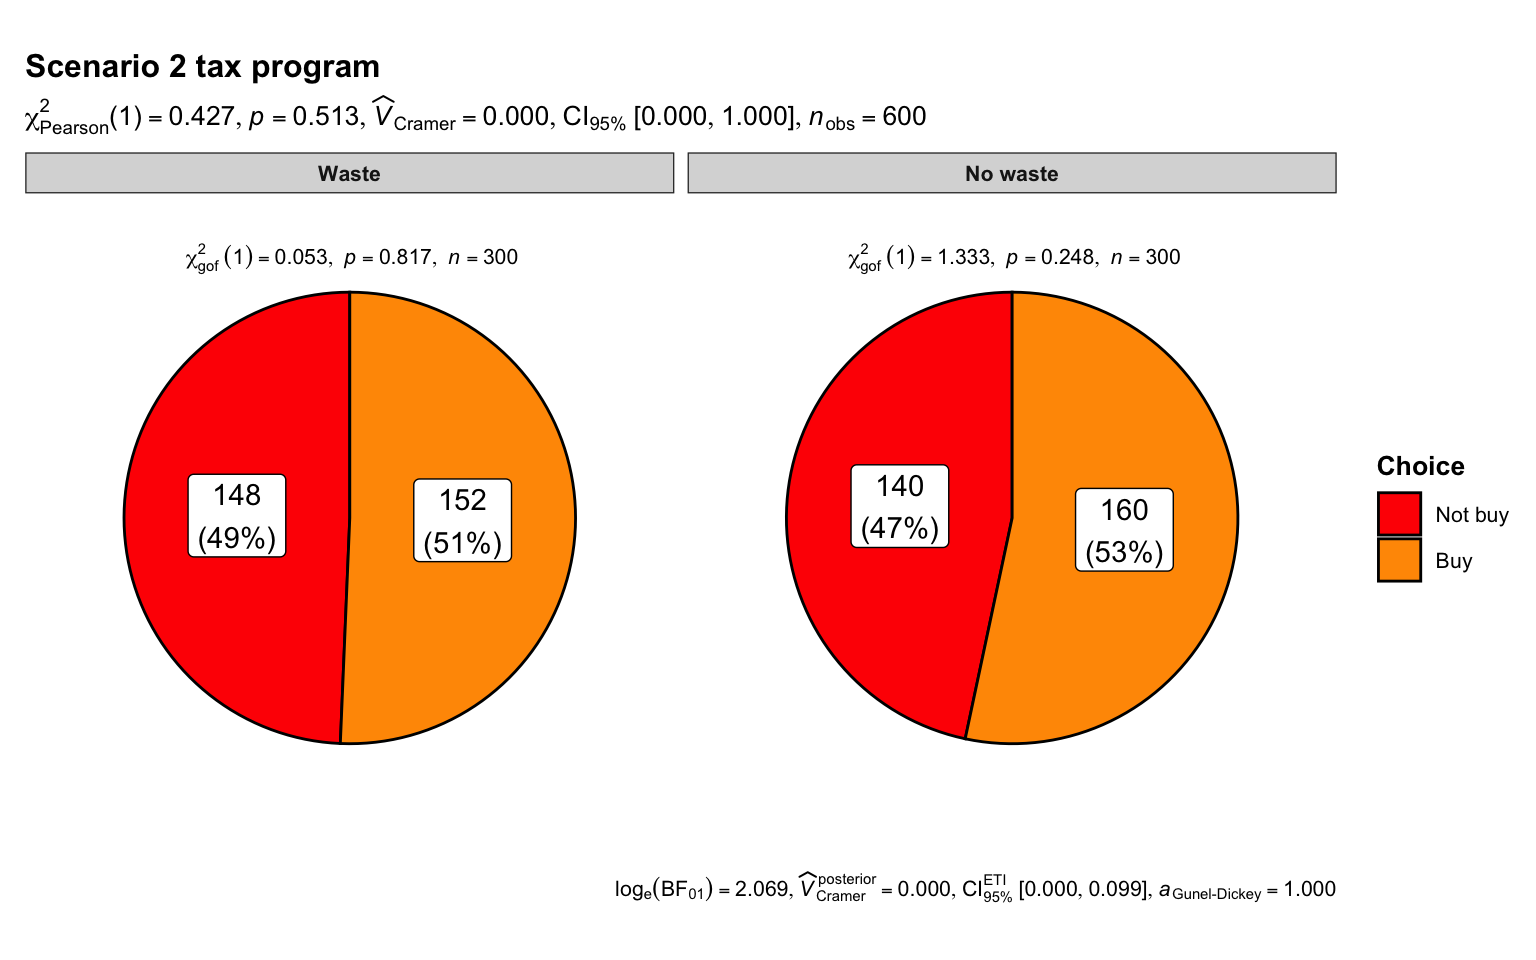 Scenario 2 tax program
χ²Pearson(1) = 0.427, p = 0.513, V̂Cramer = 0.000, CI95% [0.000, 1.000], nobs = 600
Waste
No waste
χ²gof (1) = 0.053, p = 0.817, n = 300
χ²gof (1) = 1.333, p = 0.248, n = 300
148
(49%)
152
(51%)
140
(47%)
160
(53%)
Choice
Not buy
Buy
loge(BF01) = 2.069, V̂posteriorCramer = 0.000, CIETI95% [0.000, 0.099], aGunel-Dickey = 1.000